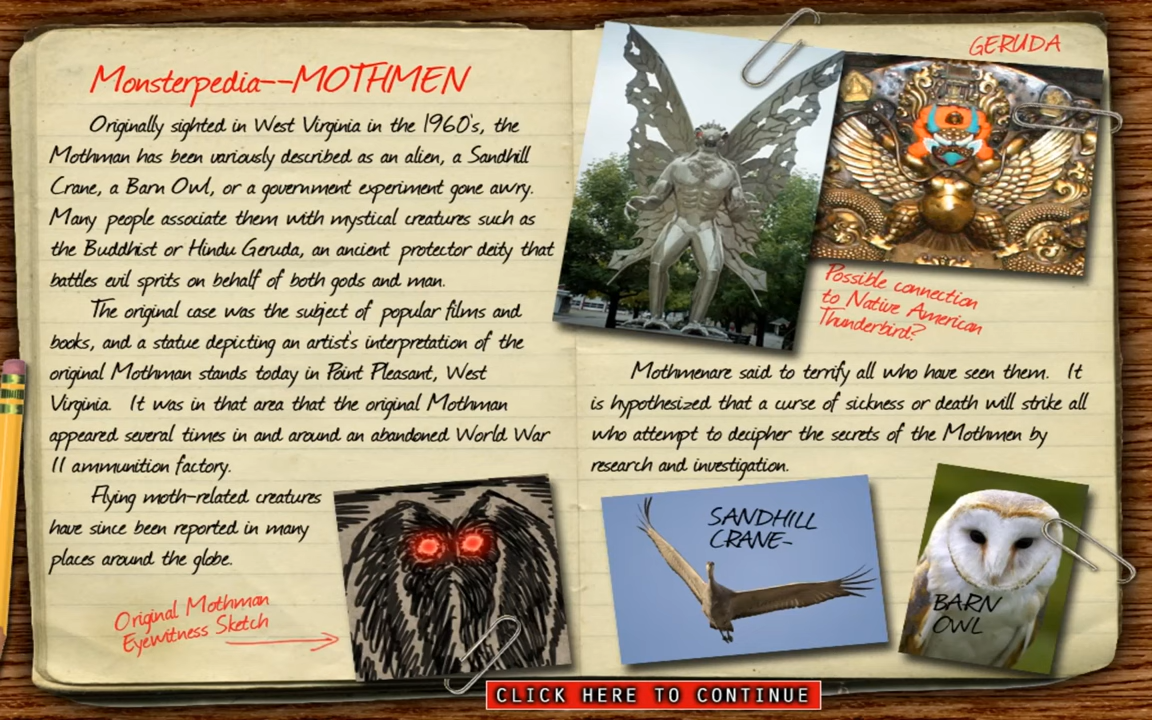 Monsterpedia--MOTHMEN
Originally sighted in West Virginia in the 1960's, the
Mothman has been variously described as an alien, a Sandhill
Crane, a Barn Owl, or a government experiment gone awry.
Many people associate them with mystical creatures such as
the Buddhist or Hindu Geruda, an ancient protector deity that
battles evil sprits on behalf of both gods and man.
The original case was the subject of popular films and
books, and a statue depicting an artist's interpretation of the
original Mothman stands today in Point Pleasant, West
Virginia. It was in that area that the original Mothman
appeared several times in and around an abandoned World War
II ammunition factory.
Flying moth-related creatures
have since been reported in many
places around the globe.
Original Mothman
Eyewitness Sketch
GERUDA
Possible connection
to Native American
Thunderbird?
Mothmenare said to terrify all who have seen them. It
is hypothesized that a curse of sickness or death will strike all
who attempt to decipher the secrets of the Mothmen by
research and investigation.
SANDHILL
CRANE-
BARN
OWL
CLICK HERE TO CONTINUE